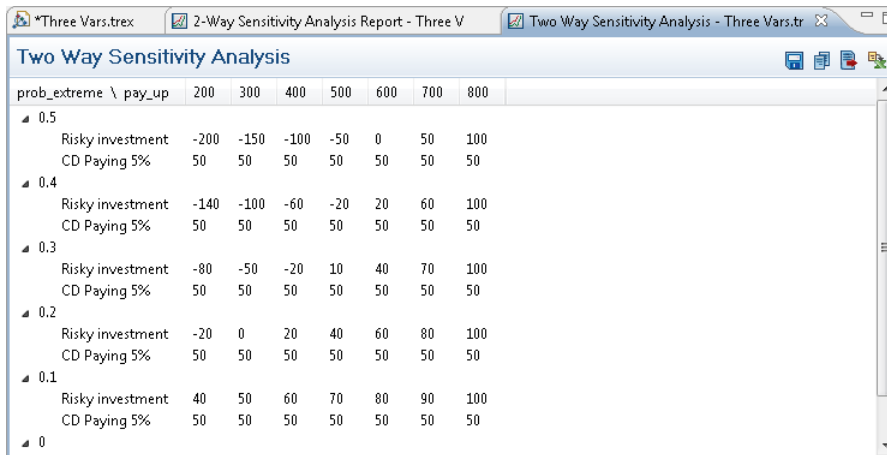 *Three Vars.trex 2-Way Sensitivity Analysis Report - Three V Two Way Sensitivity Analysis - Three Vars.tr
Two Way Sensitivity Analysis
prob_extreme \ pay_up 200 300 400 500 600 700 800
0.5
Risky investment -200 -150 -100 -50 0 50 100
CD Paying 5% 50 50 50 50 50 50 50
0.4
Risky investment -140 -100 -60 -20 20 60 100
CD Paying 5% 50 50 50 50 50 50 50
0.3
Risky investment -80 -50 -20 10 40 70 100
CD Paying 5% 50 50 50 50 50 50 50
0.2
Risky investment -20 0 20 40 60 80 100
CD Paying 5% 50 50 50 50 50 50 50
0.1
Risky investment 40 50 60 70 80 90 100
CD Paying 5% 50 50 50 50 50 50 50
0